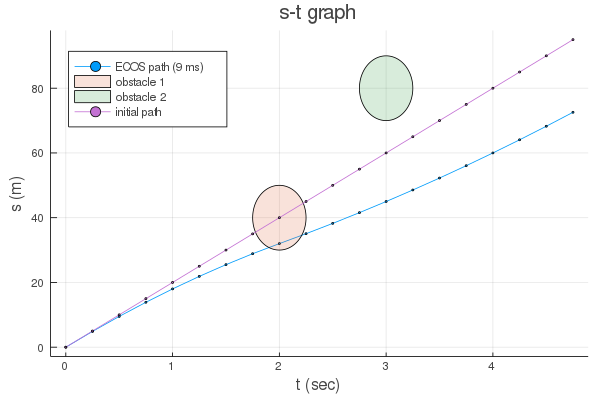 s-t graph
ECOS path (9 ms)
obstacle 1
obstacle 2
initial path
s (m)
80
60
40
20
0
0 1 2 3 4
t (sec)